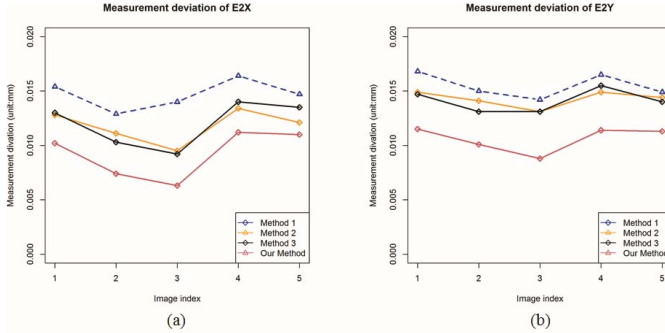 Measurement deviation of E2X
Measurement divation (unit:mm)
0.020
0.015
0.010
0.005
0.000
1 2 3 4 5
Image index
Method 1
Method 2
Method 3
Our Method
(a)
Measurement deviation of E2Y
Measurement divation (unit:mm)
0.020
0.015
0.010
0.005
0.000
1 2 3 4 5
Image index
Method 1
Method 2
Method 3
Our Method
(b)